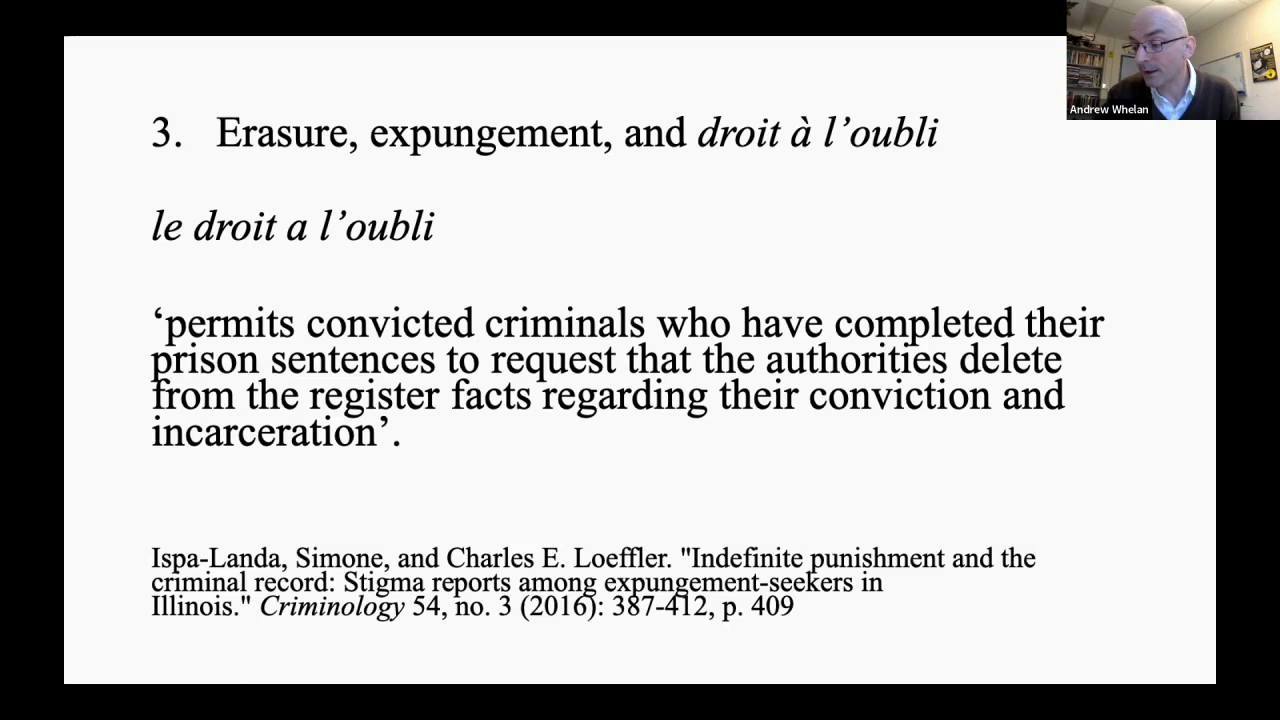 Andrew Whelan
3. Erasure, expungement, and droit à l’oubli
le droit a l’oubli
‘permits convicted criminals who have completed their
prison sentences to request that the authorities delete
from the register facts regarding their conviction and
incarceration’.
Ispa-Landa, Simone, and Charles E. Loeffler. "Indefinite punishment and the
criminal record: Stigma reports among expungement-seekers in
Illinois." Criminology 54, no. 3 (2016): 387-412, p. 409